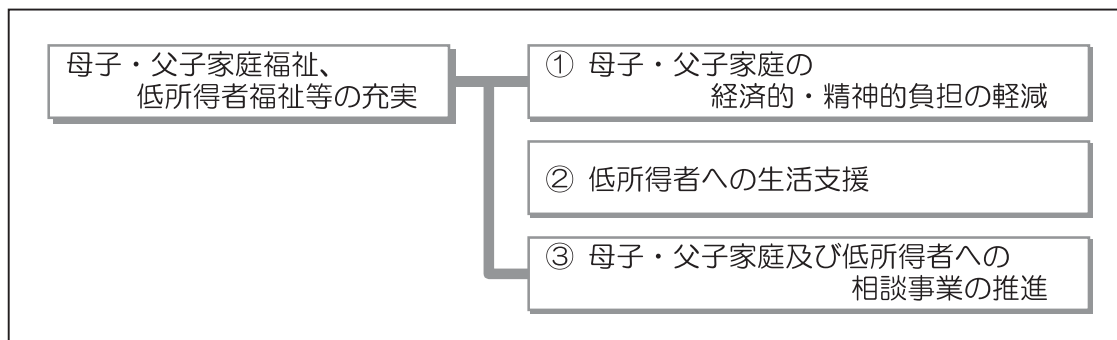 母子・父子家庭福祉、
低所得者福祉等の充実
① 母子・父子家庭の
経済的・精神的負担の軽減
② 低所得者への生活支援
③ 母子・父子家庭及び低所得者への
相談事業の推進